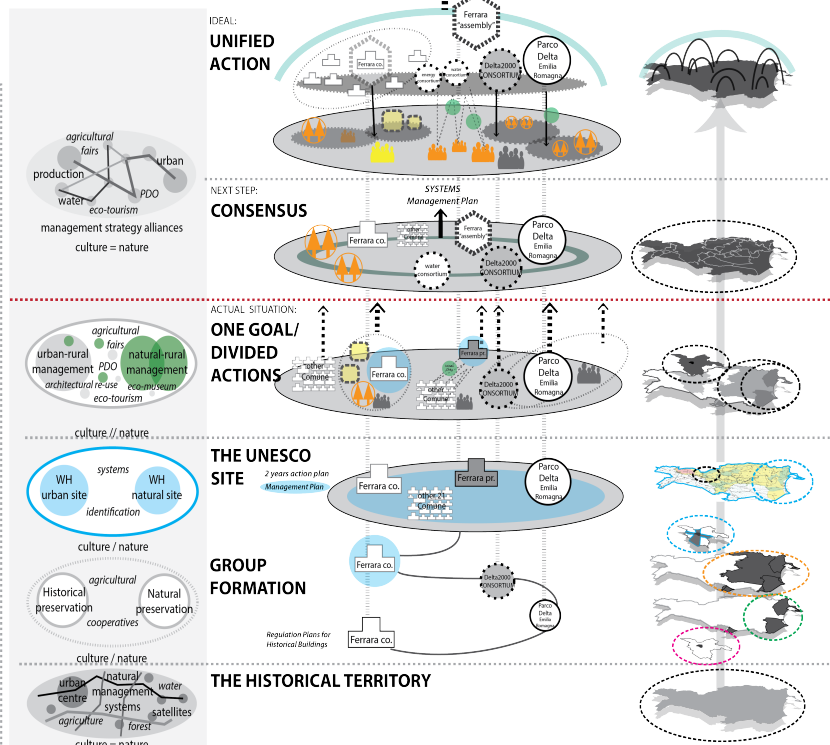 IDEAL:
UNIFIED
ACTION
Ferrara
"assembly"
Ferrara co.
energy
consortium
water
consortium
Delta2000
CONSORTIUM
Parco
Delta
Emilia
Romagna
agricultural
fairs
urban
production
water
PDO
eco-tourism
management strategy alliances
culture = nature
NEXT STEP:
CONSENSUS
SYSTEMS
Management Plan
Ferrara co.
other
Comune
Ferrara
assembly"
water
consortium
Delta2000
CONSORTIUM
Parco
Delta
Emilia
Romagna
ACTUAL SITUATION:
ONE GOAL/
DIVIDED
ACTIONS
agricultural
fairs
urban-rural
management
PDO
natural-rural
management
architectural re-use
eco-museum
eco-tourism
culture // nature
other
Comune
Ferrara co.
Ferrara pr.
other
Comune
Delta2000
CONSORTIUM
Parco
Delta
Emilia
Romagna
THE UNESCO
SITE
2 years action plan
Management Plan
systems
WH
urban site
WH
natural site
identification
culture / nature
Ferrara co.
Ferrara pr.
other 21
Comune
Parco
Delta
Emilia
Romagna
GROUP
FORMATION
agricultural
Historical
preservation
Natural
preservation
cooperatives
culture / nature
Ferrara co.
Delta2000
CONSORTIUM
Parco
Delta
Emilia
Romagna
Regulation Plans for
Historical Buildings
Ferrara co.
THE HISTORICAL TERRITORY
urban
centre
natural
management
systems
water
satellites
agriculture
forest
culture = nature